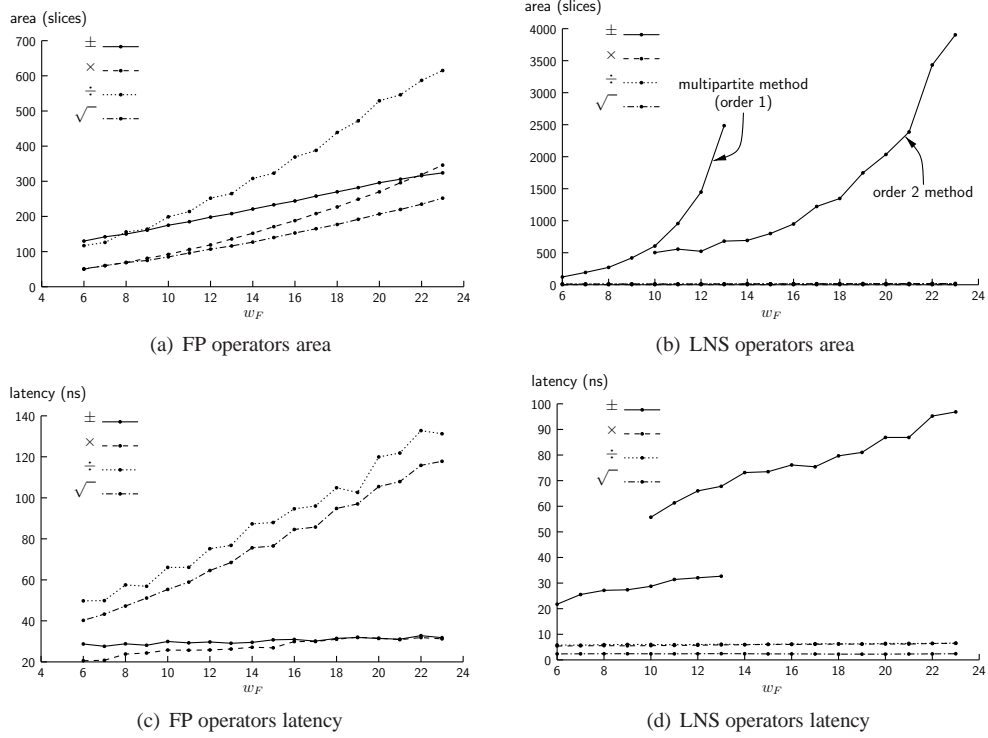 area (slices)
±
×
÷
√
700
600
500
400
300
200
100
0
4 6 8 10 12 14 16 18 20 22 24
w_F
(a) FP operators area
area (slices)
±
×
÷
√
4000
3500
3000
2500
2000
1500
1000
500
0
multipartite method
(order 1)
order 2 method
6 8 10 12 14 16 18 20 22 24
w_F
(b) LNS operators area
latency (ns)
±
×
÷
√
140
120
100
80
60
40
20
4 6 8 10 12 14 16 18 20 22 24
w_F
(c) FP operators latency
latency (ns)
±
×
÷
√
100
90
80
70
60
50
40
30
20
10
0
6 8 10 12 14 16 18 20 22 24
w_F
(d) LNS operators latency